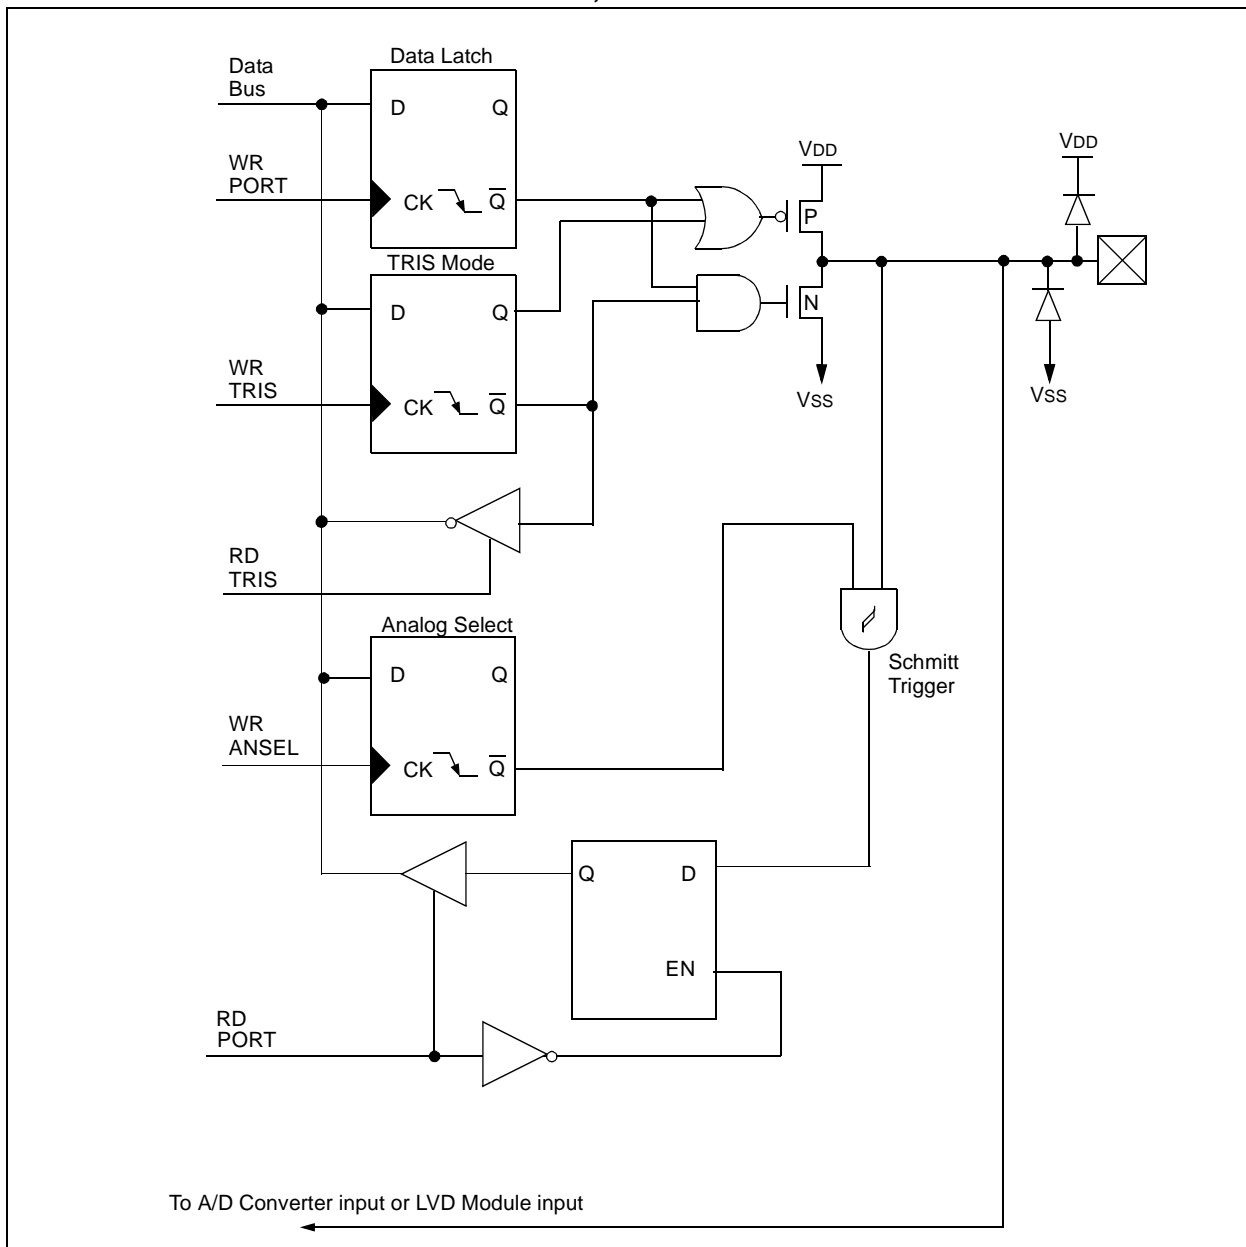 Data Latch
Data
Bus
D
Q
WR
PORT
CK
Q̅
VDD
P
VDD
TRIS Mode
D
Q
N
WR
TRIS
CK
Q̅
VSS
VSS
RD
TRIS
Analog Select
D
Q
Schmitt
Trigger
WR
ANSEL
CK
Q̅
Q
D
EN
RD
PORT
To A/D Converter input or LVD Module input